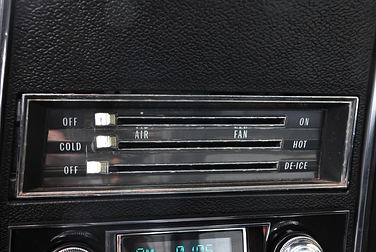 OFF ON
AIR FAN
COLD HOT
OFF DE-ICE